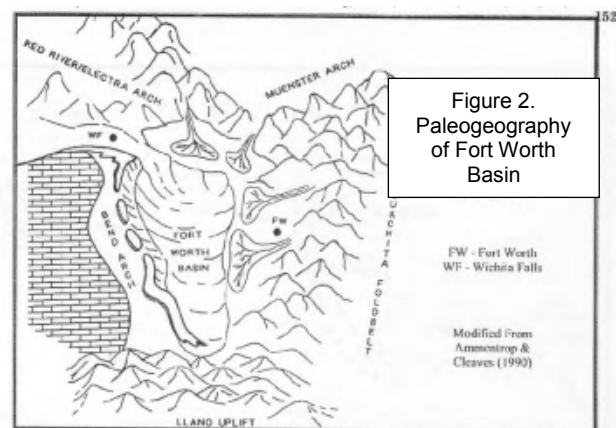 152
RED RIVER/ELECTRA ARCH
MUENSTER ARCH
Figure 2.
Paleogeography
of Fort Worth
Basin
WF
BEND ARCH
FORT
WORTH
BASIN
FW
OUACHITA FOLDBELT
FW - Fort Worth
WF - Wichita Falls
Modified From
Ammentrop &
Cleaves (1990)
LLANO UPLIFT